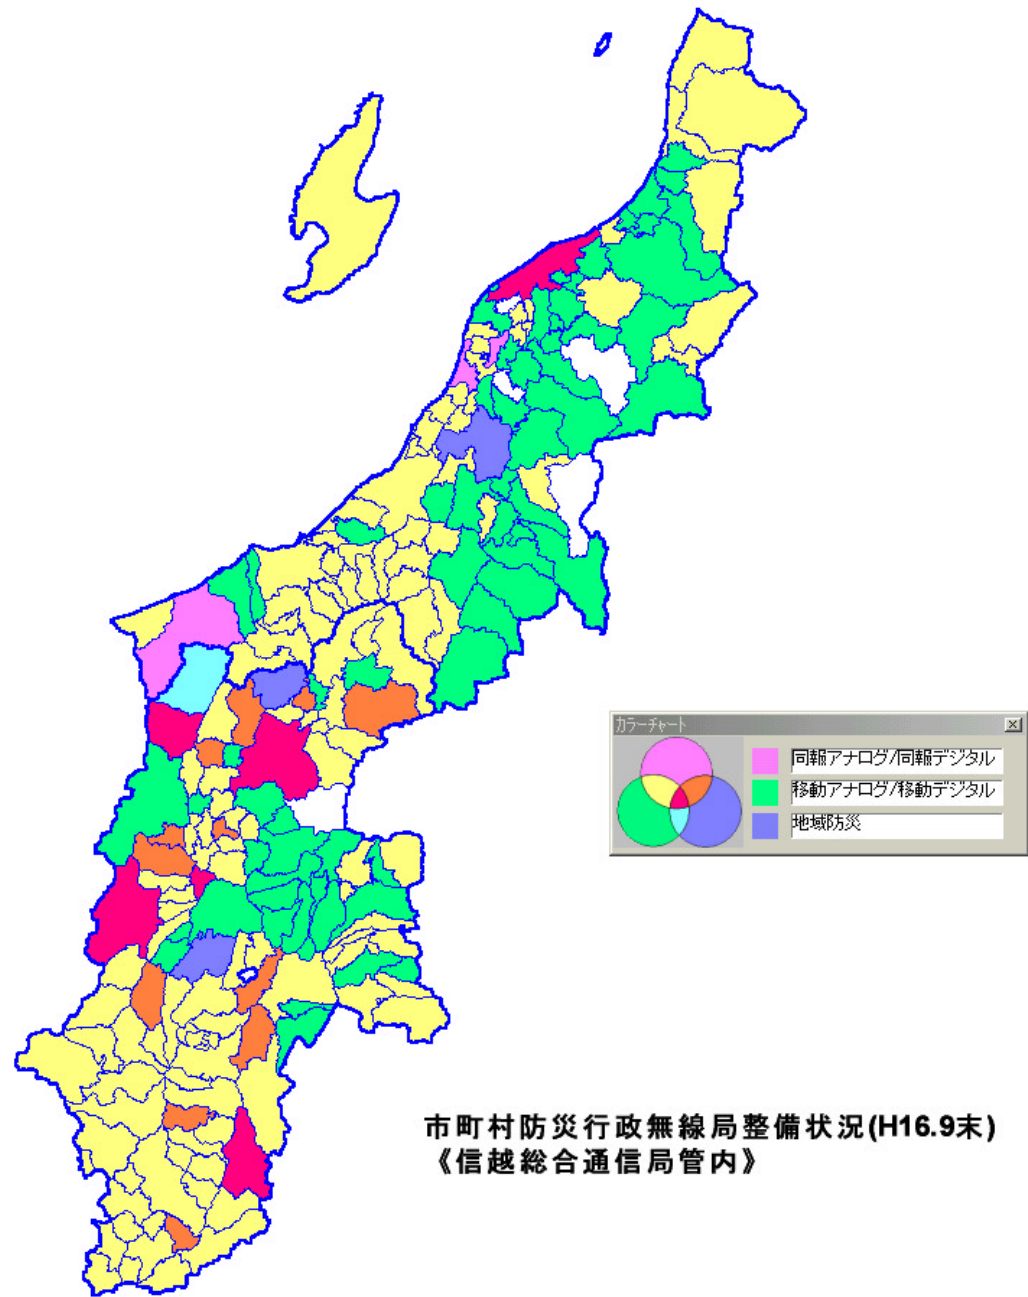 カラーチャート
同報アナログ/同報デジタル
移動アナログ/移動デジタル
地域防災
市町村防災行政無線局整備状況(H16.9末)
《信越総合通信局管内》